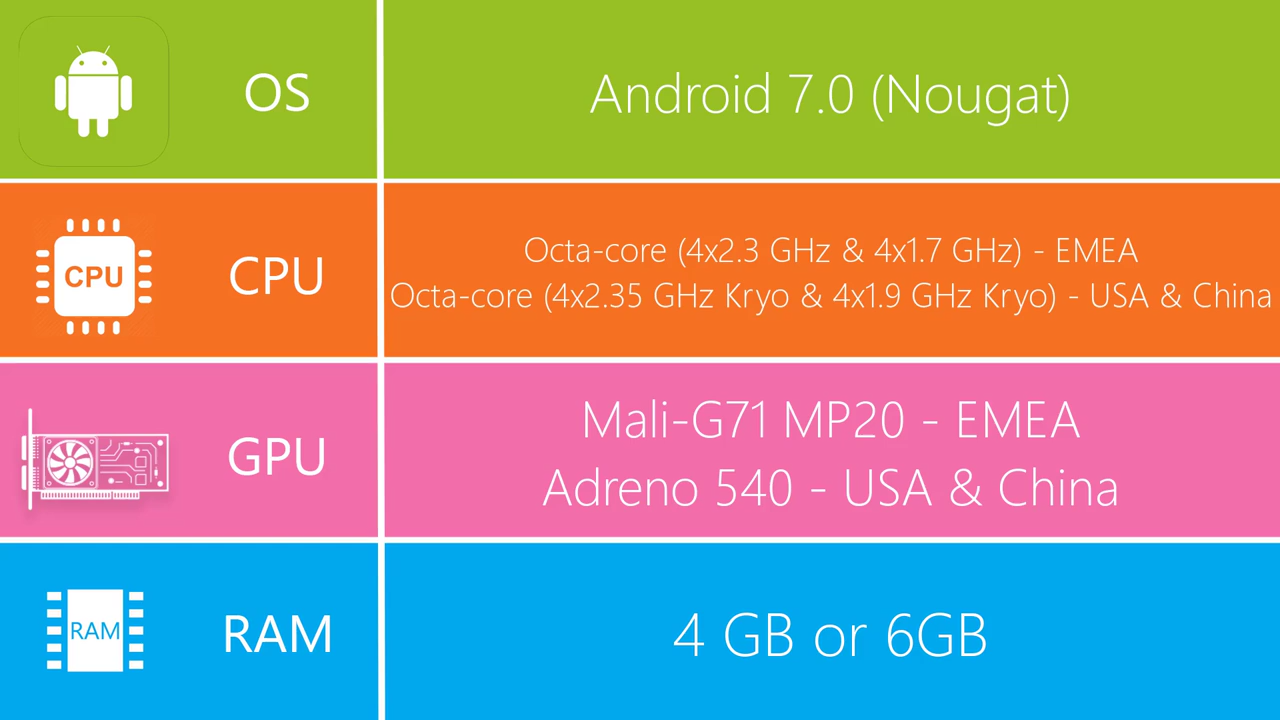 OS
Android 7.0 (Nougat)
CPU
CPU
Octa-core (4x2.3 GHz & 4x1.7 GHz) - EMEA
Octa-core (4x2.35 GHz Kryo & 4x1.9 GHz Kryo) - USA & China
GPU
Mali-G71 MP20 - EMEA
Adreno 540 - USA & China
RAM
RAM
4 GB or 6GB